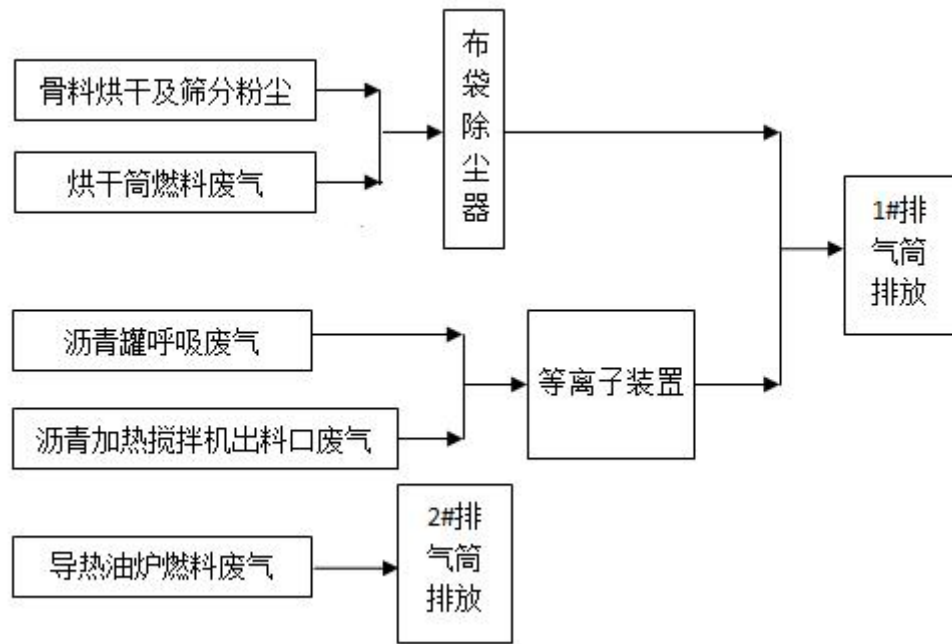 骨料烘干及筛分粉尘
烘干筒燃料废气
布
袋
除
尘
器
1#排
气筒
排放
沥青罐呼吸废气
沥青加热搅拌机出料口废气
等离子装置
导热油炉燃料废气
2#排
气筒
排放